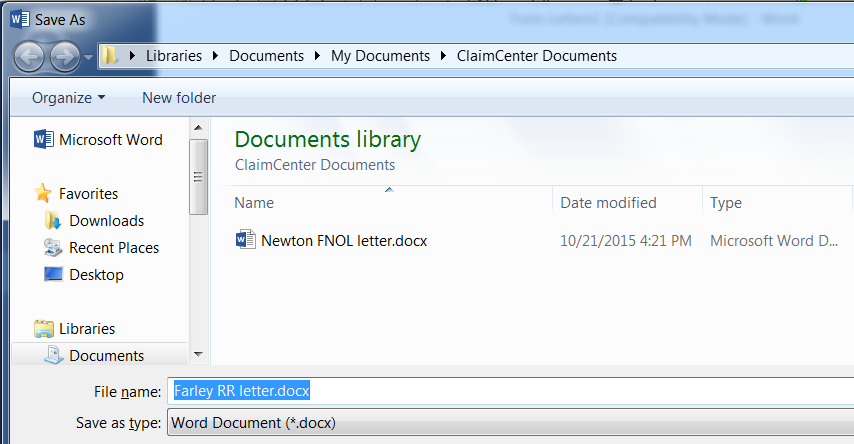 Form Letters1 [Compatibility Mode] - Word
Save As
Libraries Documents My Documents ClaimCenter Documents
Organize New folder
Microsoft Word
Favorites
Downloads
Recent Places
Desktop
Libraries
Documents
Documents library
ClaimCenter Documents
Name Date modified Type
Newton FNOL letter.docx 10/21/2015 4:21 PM Microsoft Word D...
File name: Farley RR letter.docx
Save as type: Word Document (*.docx)